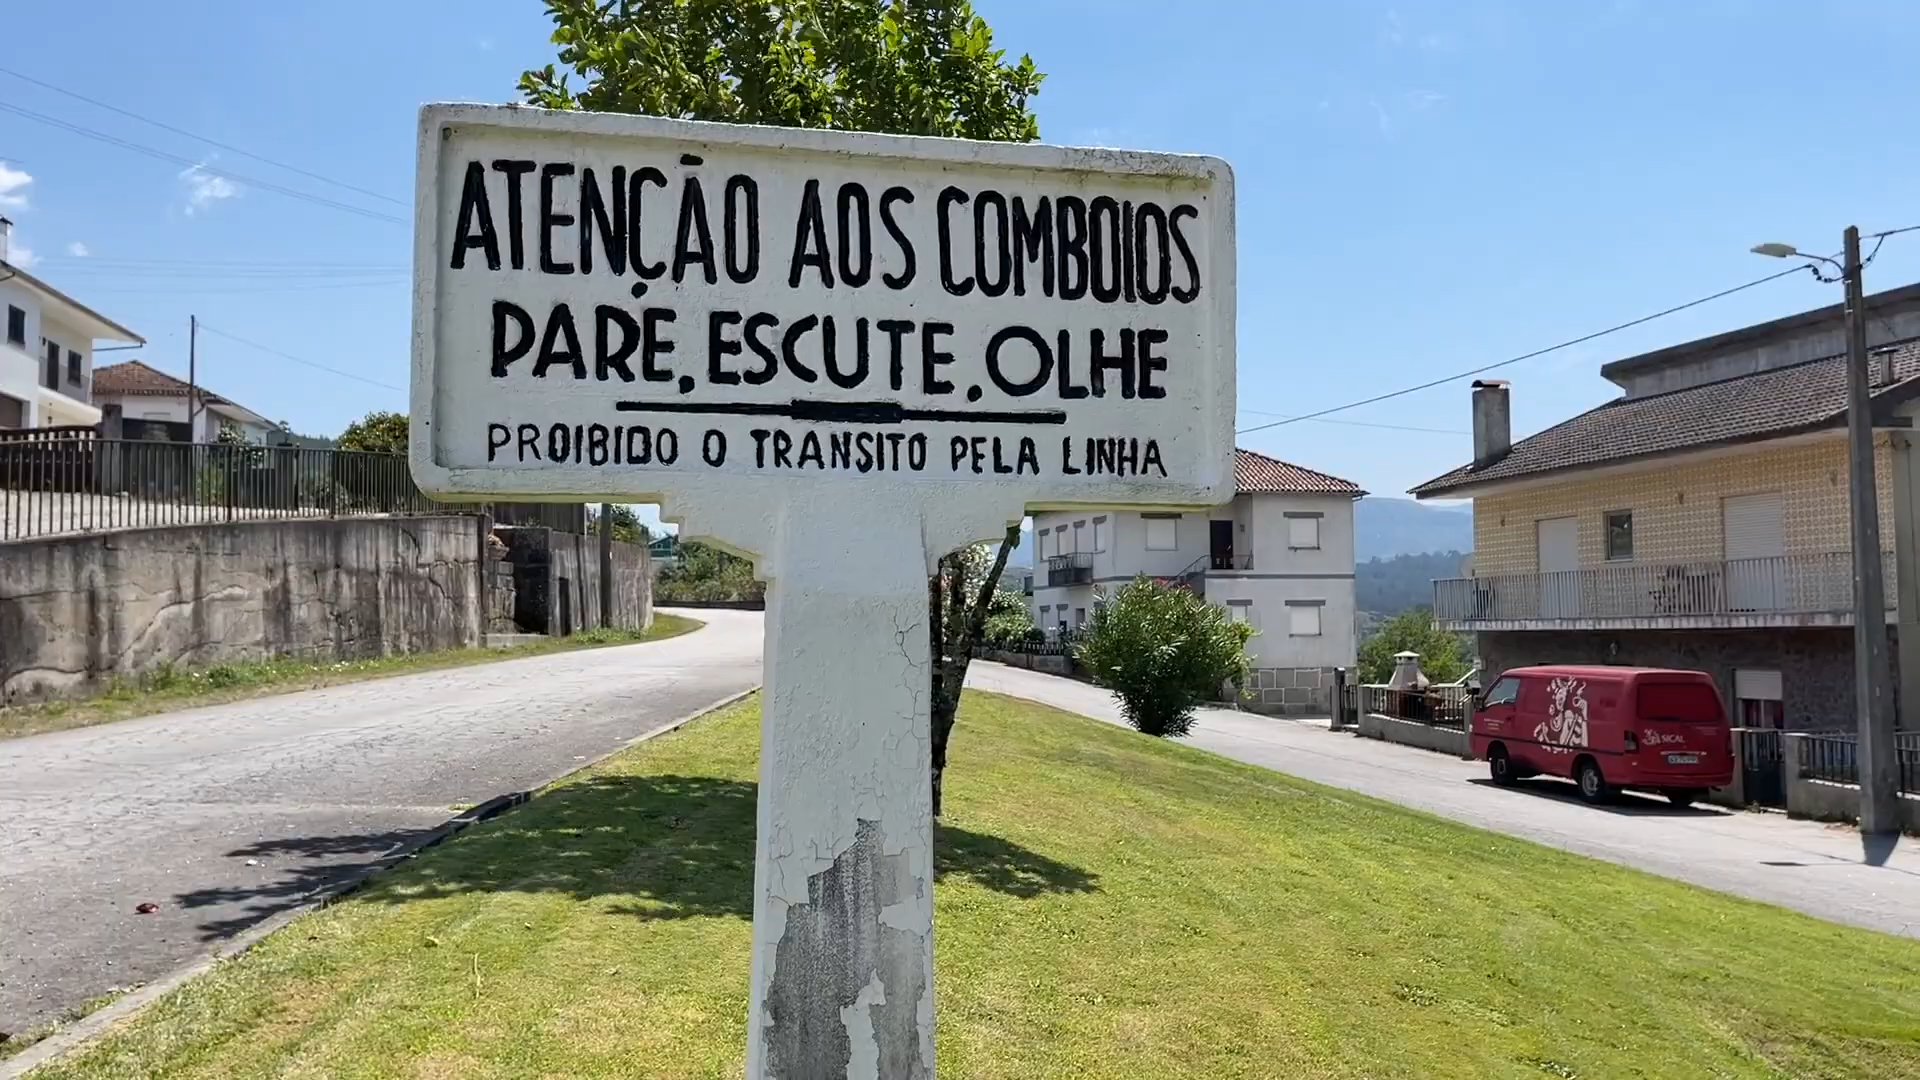 ATENÇÃO AOS COMBOIOS
PARE, ESCUTE, OLHE
PROIBIDO O TRANSITO PELA LINHA
SICAL